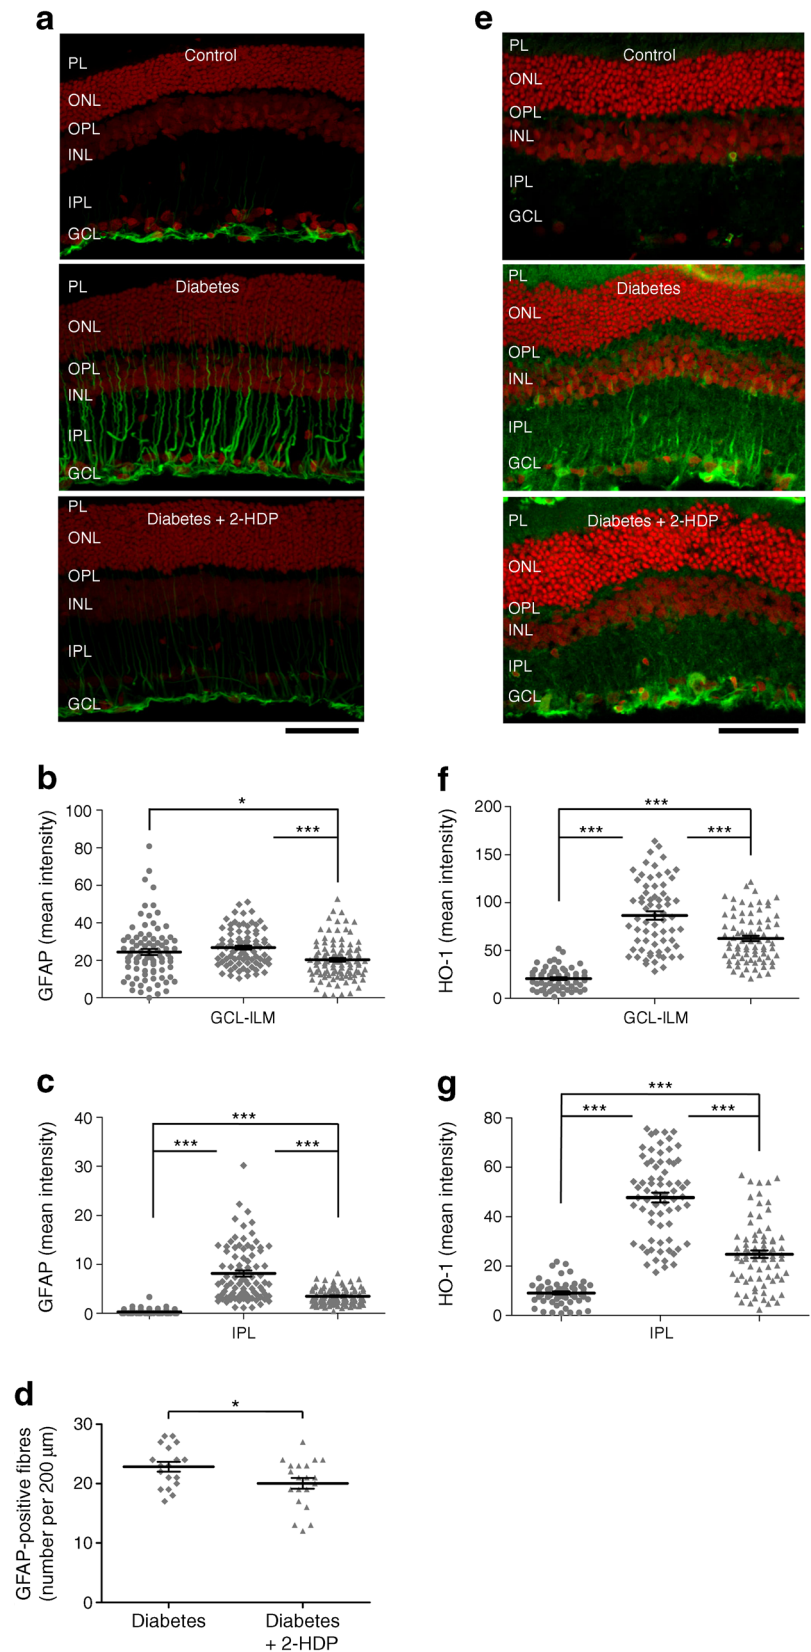 a
PL
Control
ONL
OPL
INL
IPL
GCL
PL
Diabetes
ONL
OPL
INL
IPL
GCL
PL
Diabetes + 2-HDP
ONL
OPL
INL
IPL
GCL
e
PL
Control
ONL
OPL
INL
IPL
GCL
PL
Diabetes
ONL
OPL
INL
IPL
GCL
PL
Diabetes + 2-HDP
ONL
OPL
INL
IPL
GCL
b
GFAP (mean intensity)
100
80
60
40
20
0
*
***
GCL-ILM
f
HO-1 (mean intensity)
200
150
100
50
0
***
***
***
GCL-ILM
c
GFAP (mean intensity)
40
30
20
10
0
***
***
***
IPL
g
HO-1 (mean intensity)
80
60
40
20
0
***
***
***
IPL
d
GFAP-positive fibres
(number per 200 μm)
30
20
10
0
*
Diabetes
Diabetes
+ 2-HDP